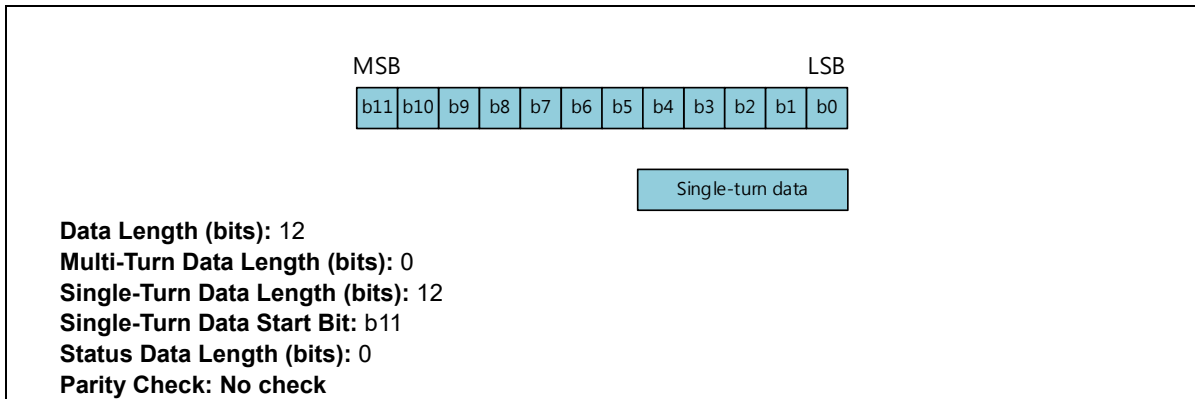 MSB LSB
b11 b10 b9 b8 b7 b6 b5 b4 b3 b2 b1 b0
Single-turn data
Data Length (bits): 12
Multi-Turn Data Length (bits): 0
Single-Turn Data Length (bits): 12
Single-Turn Data Start Bit: b11
Status Data Length (bits): 0
Parity Check: No check